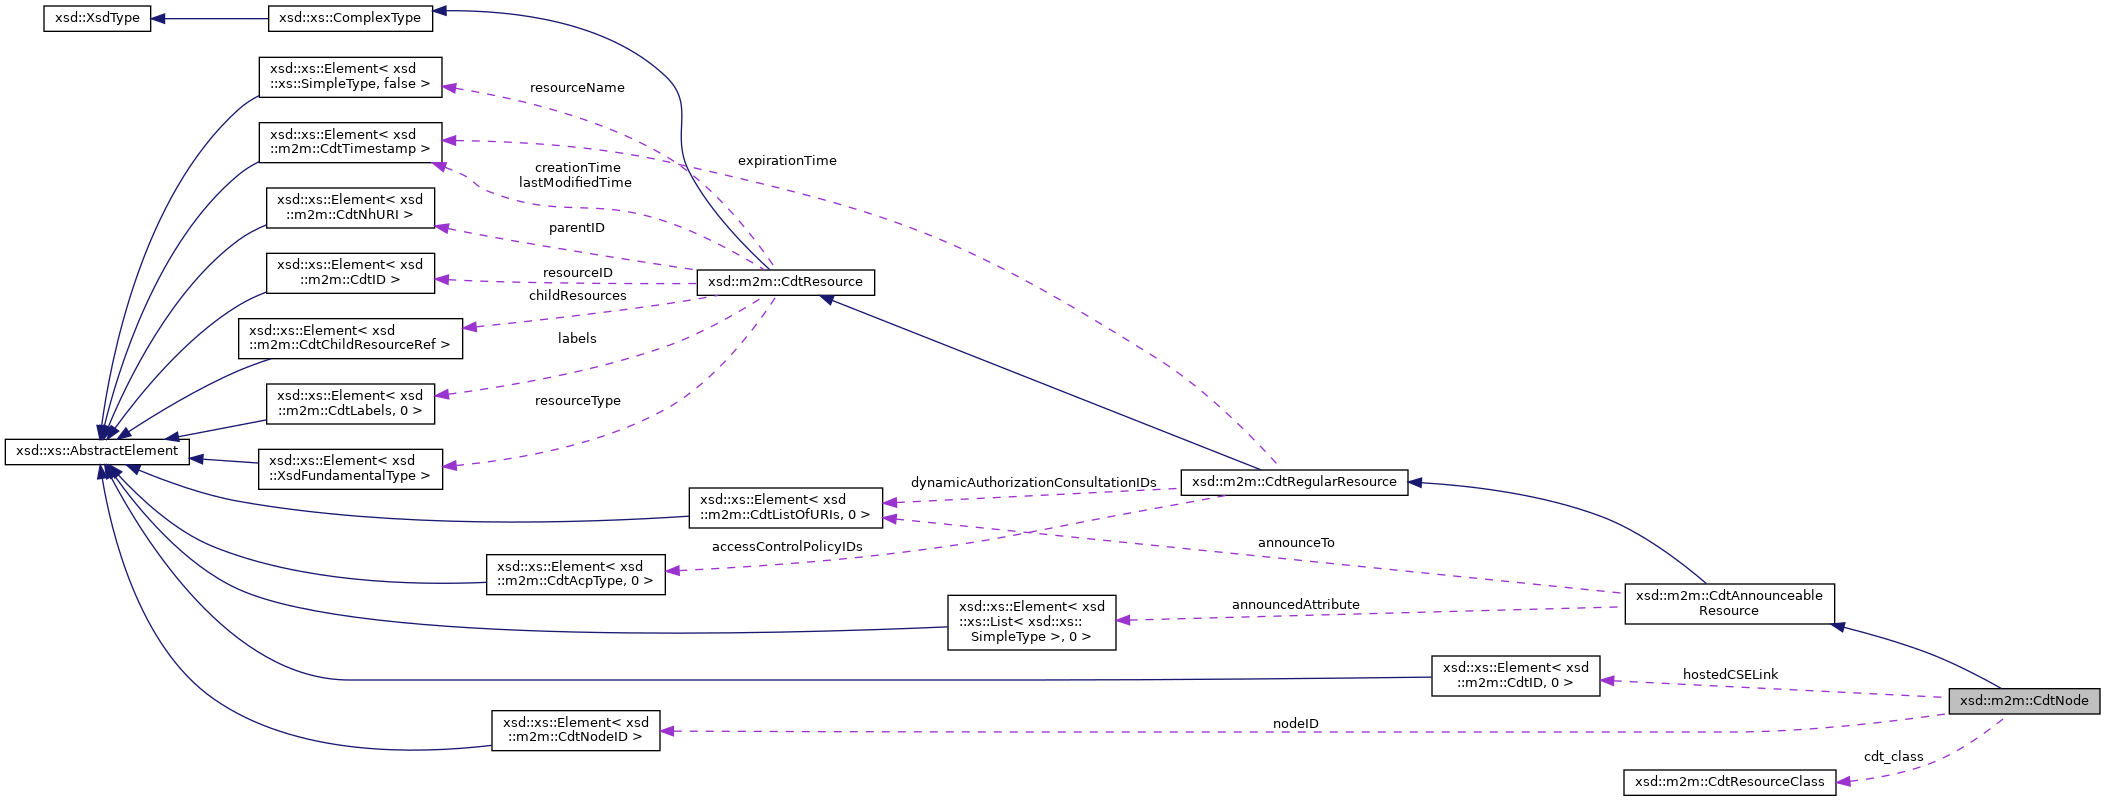 xsd::XsdType
xsd::xs::ComplexType
xsd::xs::Element< xsd
::xs::SimpleType, false >
resourceName
xsd::xs::Element< xsd
::m2m::CdtTimestamp >
expirationTime
creationTime
lastModifiedTime
xsd::xs::Element< xsd
::m2m::CdtNhURI >
parentID
xsd::xs::Element< xsd
::m2m::CdtID >
resourceID
xsd::m2m::CdtResource
childResources
xsd::xs::Element< xsd
::m2m::CdtChildResourceRef >
labels
xsd::xs::Element< xsd
::m2m::CdtLabels, 0 >
resourceType
xsd::xs::AbstractElement
xsd::xs::Element< xsd
::XsdFundamentalType >
dynamicAuthorizationConsultationIDs
xsd::m2m::CdtRegularResource
xsd::xs::Element< xsd
::m2m::CdtListOfURIs, 0 >
accessControlPolicyIDs
announceTo
xsd::xs::Element< xsd
::m2m::CdtAcpType, 0 >
xsd::xs::Element< xsd
::xs::List< xsd::xs::
SimpleType >, 0 >
announcedAttribute
xsd::m2m::CdtAnnounceable
Resource
xsd::xs::Element< xsd
::m2m::CdtID, 0 >
hostedCSELink
xsd::m2m::CdtNode
xsd::xs::Element< xsd
::m2m::CdtNodeID >
nodeID
cdt_class
xsd::m2m::CdtResourceClass